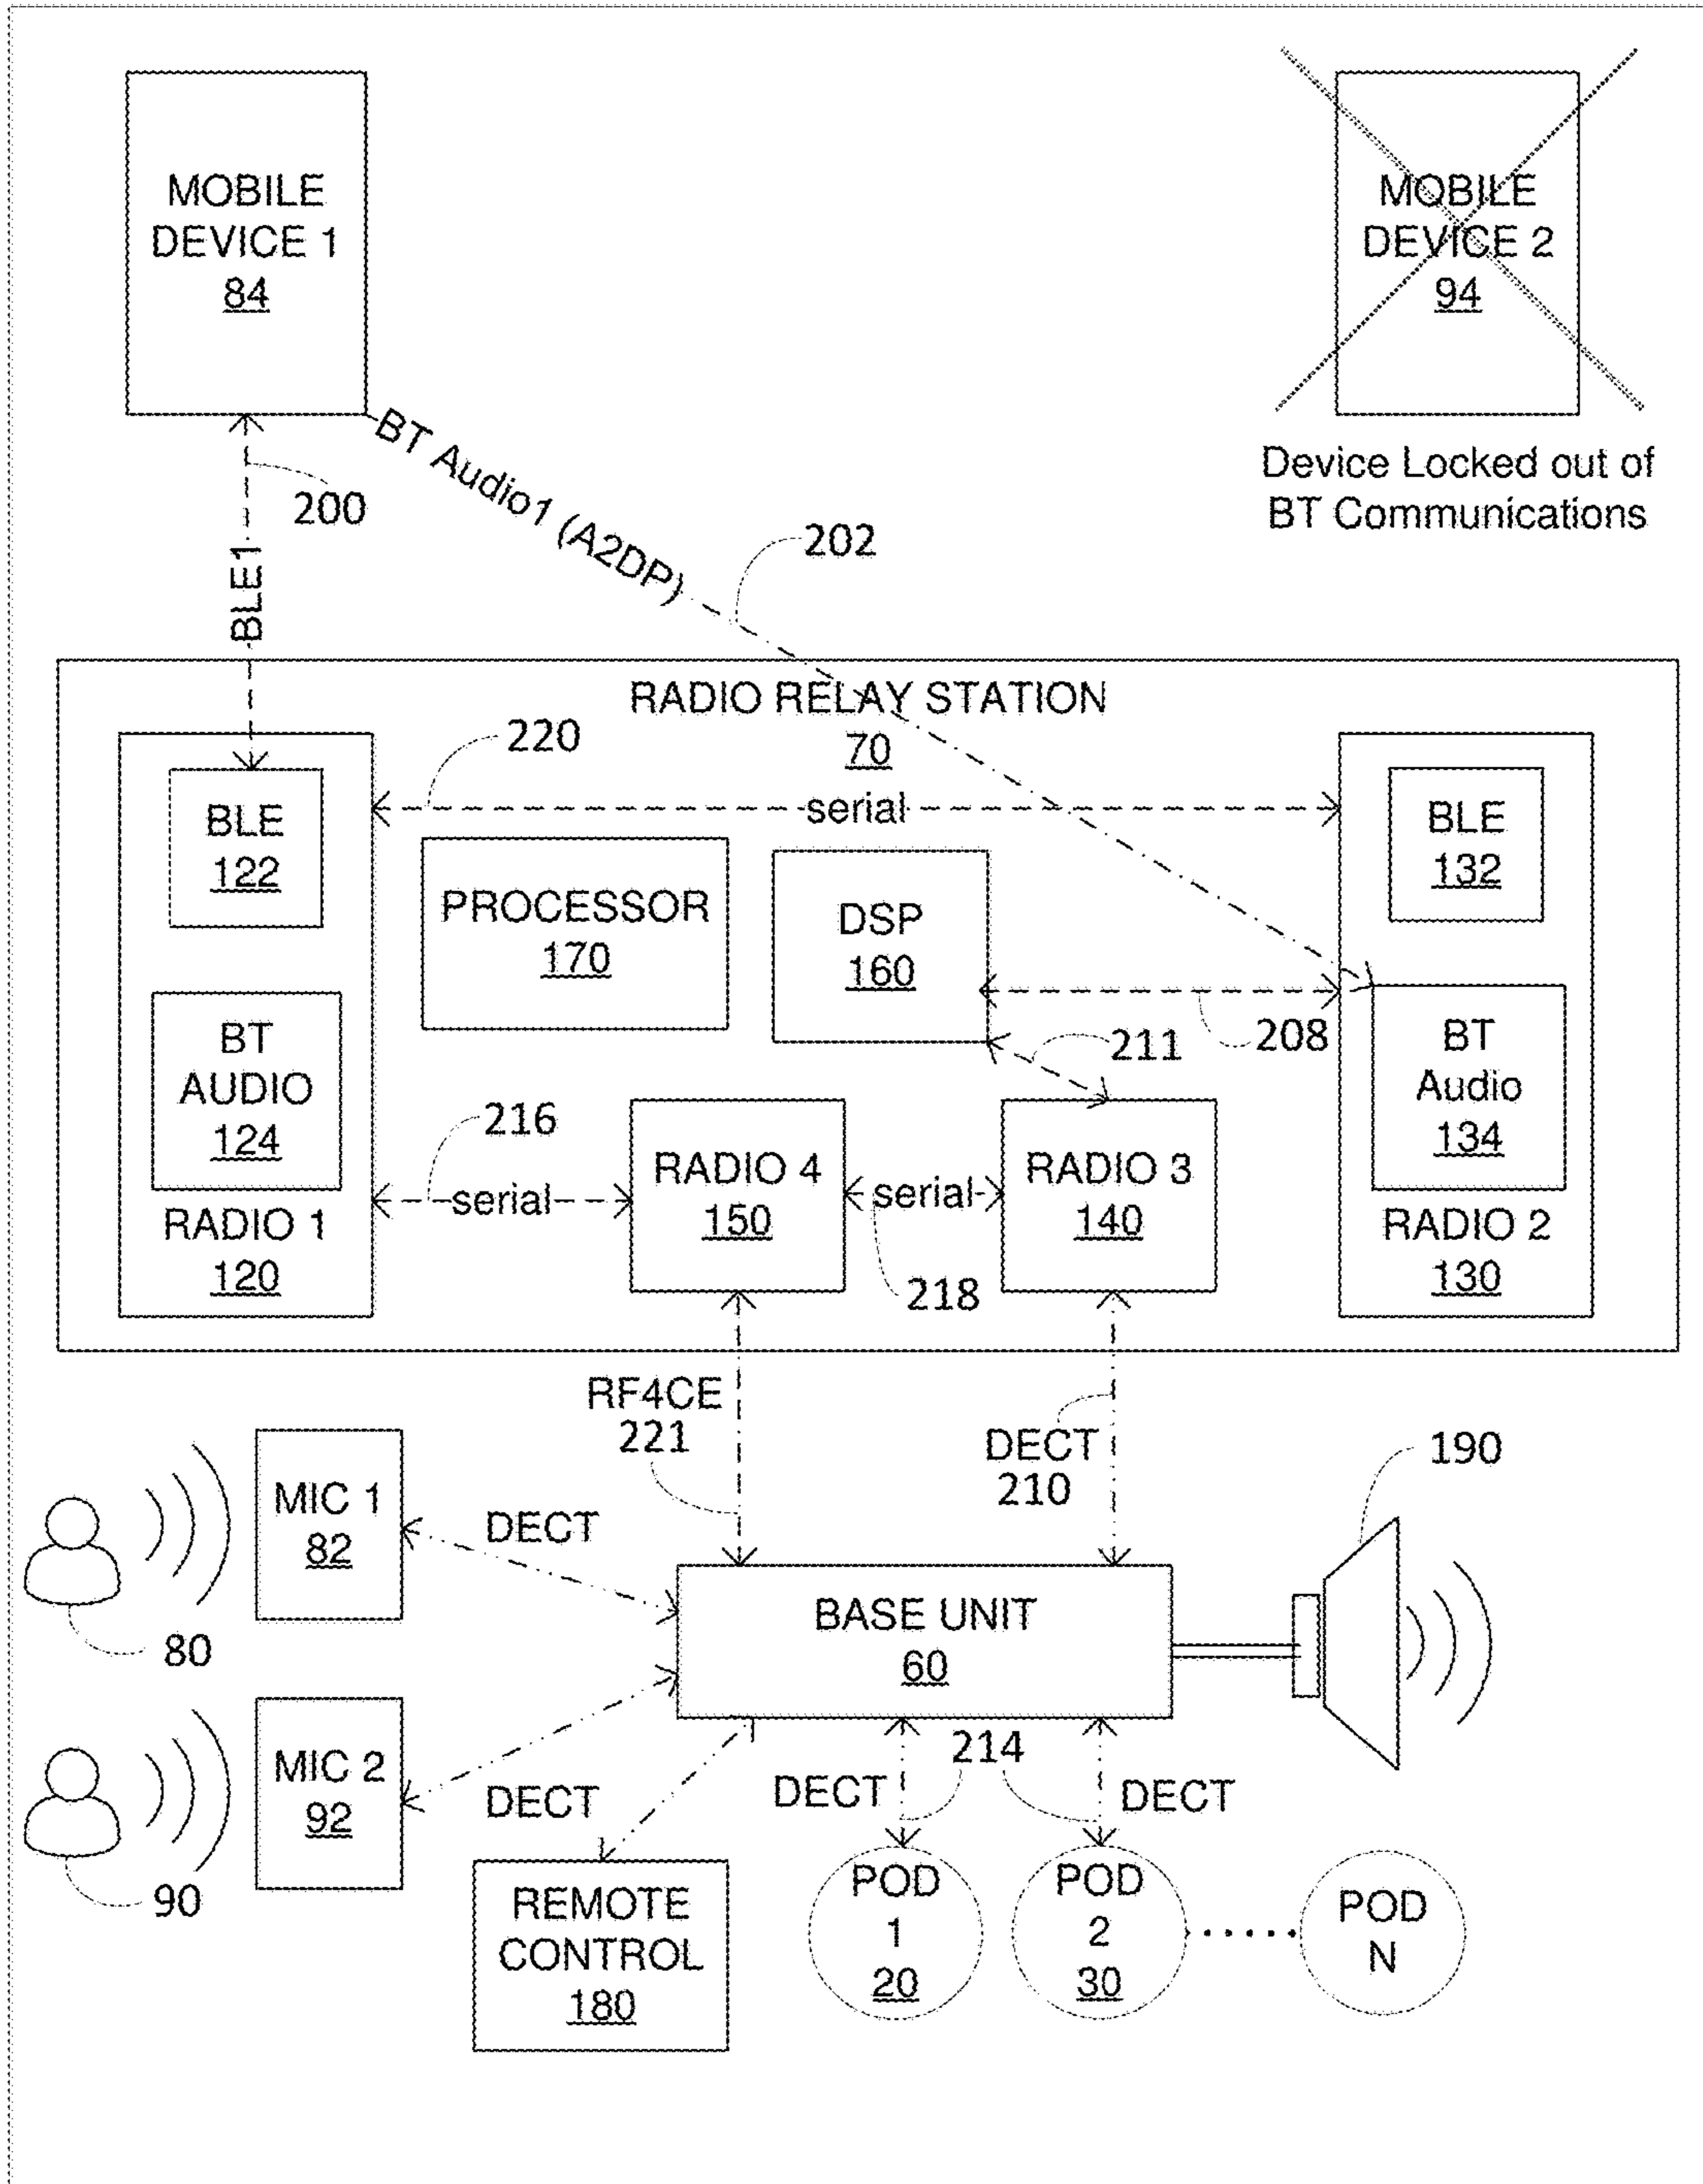 MOBILE
DEVICE 1
84
MOBILE
DEVICE 2
94
Device Locked out of
BT Communications
200
BLE1
BT Audio1 (A2DP)
202
RADIO RELAY STATION
70
220
serial
BLE
122
PROCESSOR
170
DSP
160
BLE
132
BT
AUDIO
124
RADIO 1
120
208
211
BT
Audio
134
RADIO 2
130
216
serial
RADIO 4
150
serial
218
RADIO 3
140
RF4CE
221
DECT
210
190
MIC 1
82
DECT
80
BASE UNIT
60
MIC 2
92
DECT
90
214
DECT
DECT
REMOTE
CONTROL
180
POD
1
20
POD
2
30
POD
N